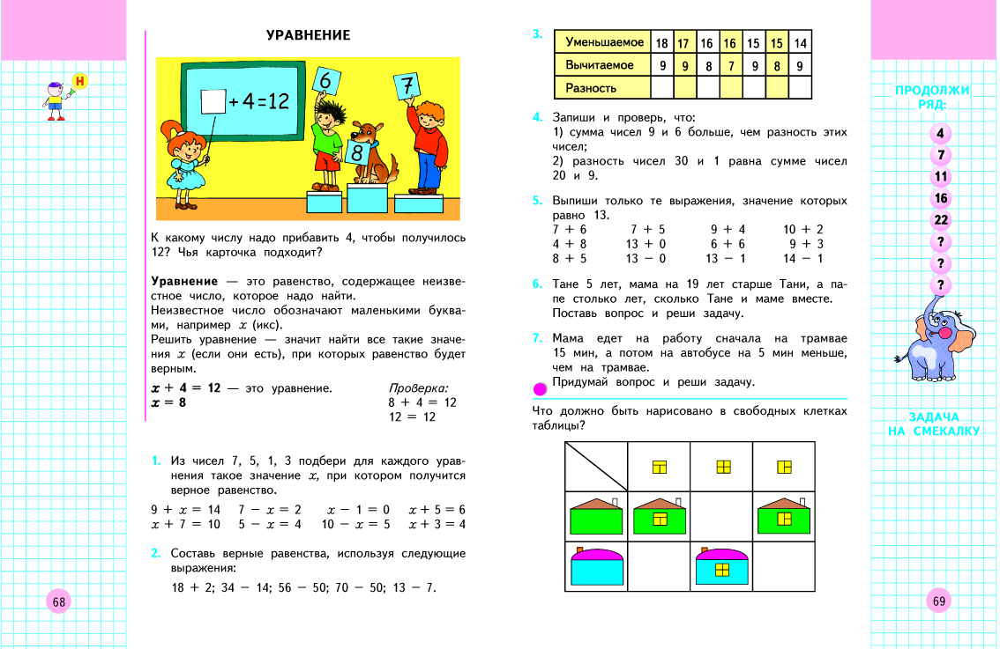 УРАВНЕНИЕ
Н
□ + 4 = 12
6
7
8
К какому числу надо прибавить 4, чтобы получилось
12? Чья карточка подходит?
Уравнение — это равенство, содержащее неизве-
стное число, которое надо найти.
Неизвестное число обозначают маленькими буква-
ми, например x (икс).
Решить уравнение — значит найти все такие значе-
ния x (если они есть), при которых равенство будет
верным.
x + 4 = 12 — это уравнение. Проверка:
x = 8 8 + 4 = 12
12 = 12
1. Из чисел 7, 5, 1, 3 подбери для каждого урав-
нения такое значение x, при котором получится
верное равенство.
9 + x = 14 7 − x = 2 x − 1 = 0 x + 5 = 6
x + 7 = 10 5 − x = 4 10 − x = 5 x + 3 = 4
2. Составь верные равенства, используя следующие
выражения:
18 + 2; 34 − 14; 56 − 50; 70 − 50; 13 − 7.
68
3. Уменьшаемое 18 17 16 16 15 15 14
Вычитаемое 9 9 8 7 9 8 9
Разность
4. Запиши и проверь, что:
1) сумма чисел 9 и 6 больше, чем разность этих
чисел;
2) разность чисел 30 и 1 равна сумме чисел
20 и 9.
5. Выпиши только те выражения, значение которых
равно 13.
7 + 6 7 + 5 9 + 4 10 + 2
4 + 8 13 + 0 6 + 6 9 + 3
8 + 5 13 − 0 13 − 1 14 − 1
6. Тане 5 лет, мама на 19 лет старше Тани, а па-
пе столько лет, сколько Тане и маме вместе.
Поставь вопрос и реши задачу.
7. Мама едет на работу сначала на трамвае
15 мин, а потом на автобусе на 5 мин меньше,
чем на трамвае.
Придумай вопрос и реши задачу.
Что должно быть нарисовано в свободных клетках
таблицы?
ПРОДОЛЖИ
РЯД:
4
7
11
16
22
?
?
?
ЗАДАЧА
НА СМЕКАЛКУ
69